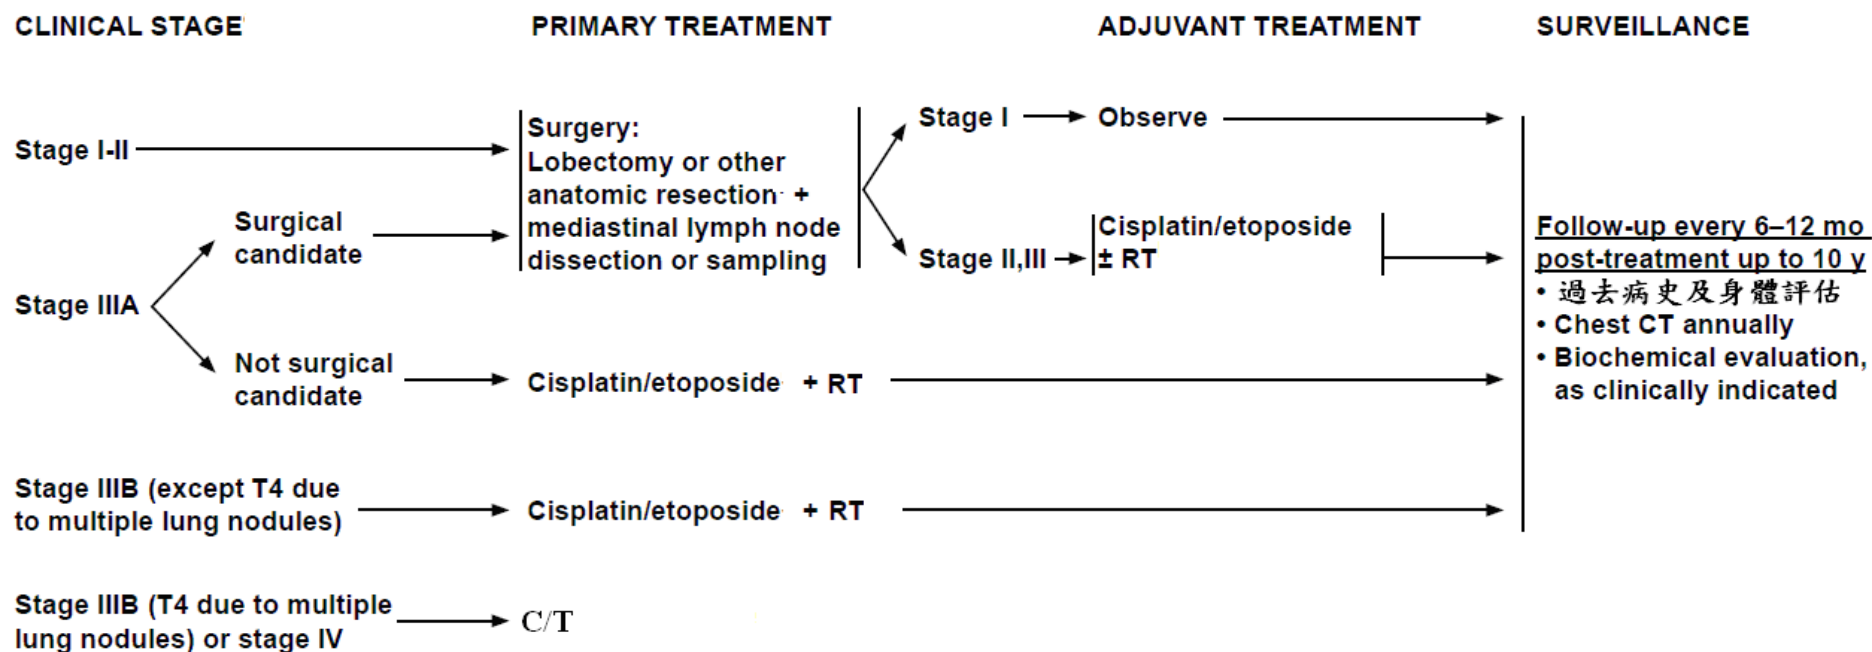 CLINICAL STAGE
PRIMARY TREATMENT
ADJUVANT TREATMENT
SURVEILLANCE
Stage I-II
Surgery:
Lobectomy or other
anatomic resection +
mediastinal lymph node
dissection or sampling
Stage I
Observe
Stage II,III
Cisplatin/etoposide
± RT
Stage IIIA
Surgical
candidate
Not surgical
candidate
Cisplatin/etoposide + RT
Stage IIIB (except T4 due
to multiple lung nodules)
Cisplatin/etoposide + RT
Stage IIIB (T4 due to multiple
lung nodules) or stage IV
C/T
Follow-up every 6–12 mo
post-treatment up to 10 y
• 過去病史及身體評估
• Chest CT annually
• Biochemical evaluation,
as clinically indicated